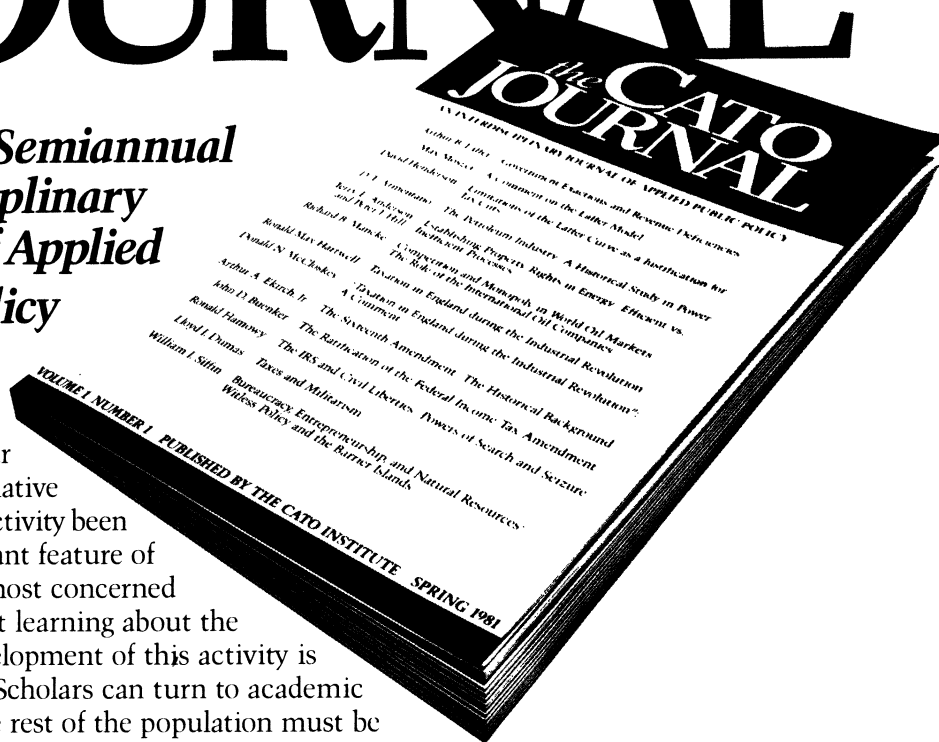 OURNAL
Semiannual
plinary
f Applied
licy
r
lative
ctivity been
ant feature of
most concerned
t learning about the
elopment of this activity is
Scholars can turn to academic
e rest of the population must be
the CATO
JOURNAL
AN INTERDISCIPLINARY JOURNAL OF APPLIED PUBLIC POLICY
Arthur B. Laffer Government Exactions and Revenue Deficiencies
Max Moszer A Comment on the Laffer Model
David Henderson Limitations of the Laffer Curve as a Justification for
Tax Cuts
D. T. Armentano The Petroleum Industry A Historical Study in Power
Terry L. Anderson Establishing Property Rights in Energy Efficient vs.
and Peter J. Hill Inefficient Processes
Richard B. Mancke Competition and Monopoly in World Oil Markets
The Role of the International Oil Companies
Ronald Max Hartwell Taxation in England during the Industrial Revolution
Donald N. McCloskey "Taxation in England during the Industrial Revolution":
A Comment
Arthur A. Ekirch Jr The Sixteenth Amendment The Historical Background
John D. Buenker The Ratification of the Federal Income Tax Amendment
Ronald Hamowy The IRS and Civil Liberties Powers of Search and Seizure
Lloyd J. Dumas Taxes and Militarism
William J. Siffin Bureaucracy, Entrepreneurship, and Natural Resources:
Witless Policy and the Barrier Islands
VOLUME 1 NUMBER 1 PUBLISHED BY THE CATO INSTITUTE SPRING 1981